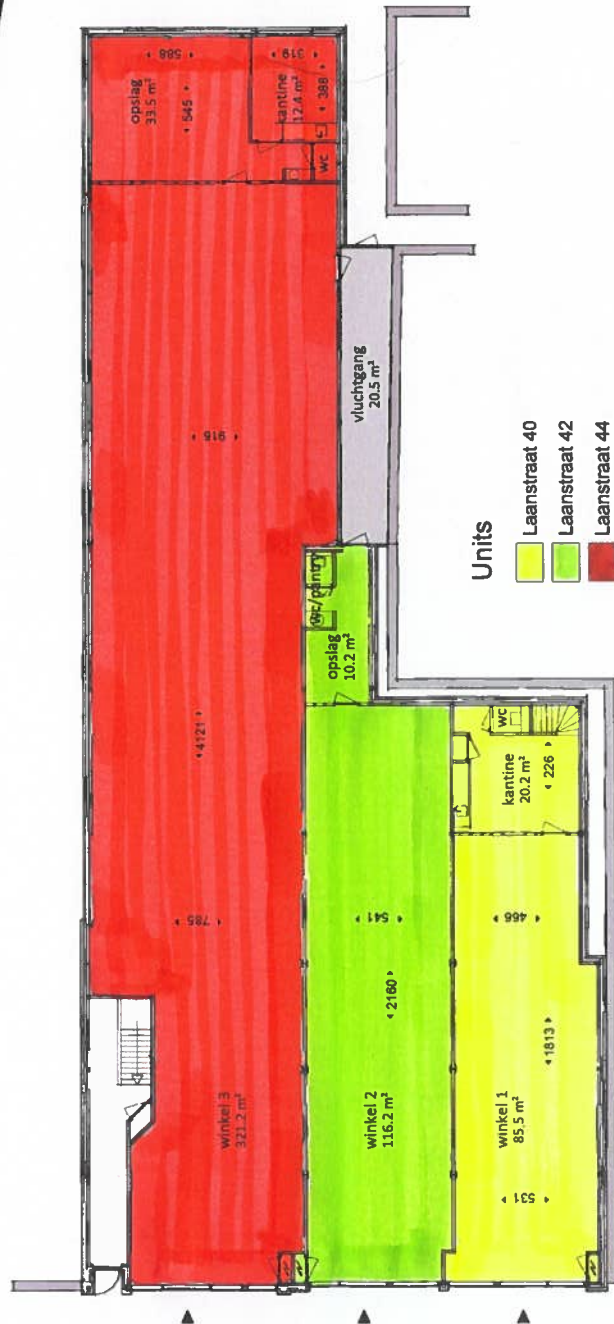 opslag
33.5 m²
588
545
kantine
12.4 m²
319
388
wc
916
4121
785
winkel 3
321.2 m²
vluchtgang
20.5 m²
wc/pantry
opslag
10.2 m²
541
2160
winkel 2
116.2 m²
wc
kantine
20.2 m²
226
466
1813
winkel 1
85.5 m²
531
Units
Laanstraat 40
Laanstraat 42
Laanstraat 44